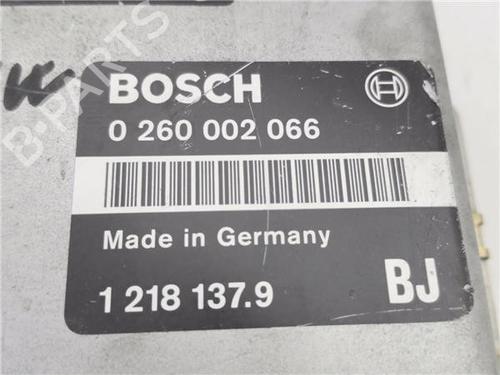 BOSCH
0 260 002 066
Made in Germany
1 218 137.9
BJ
B-PARTS